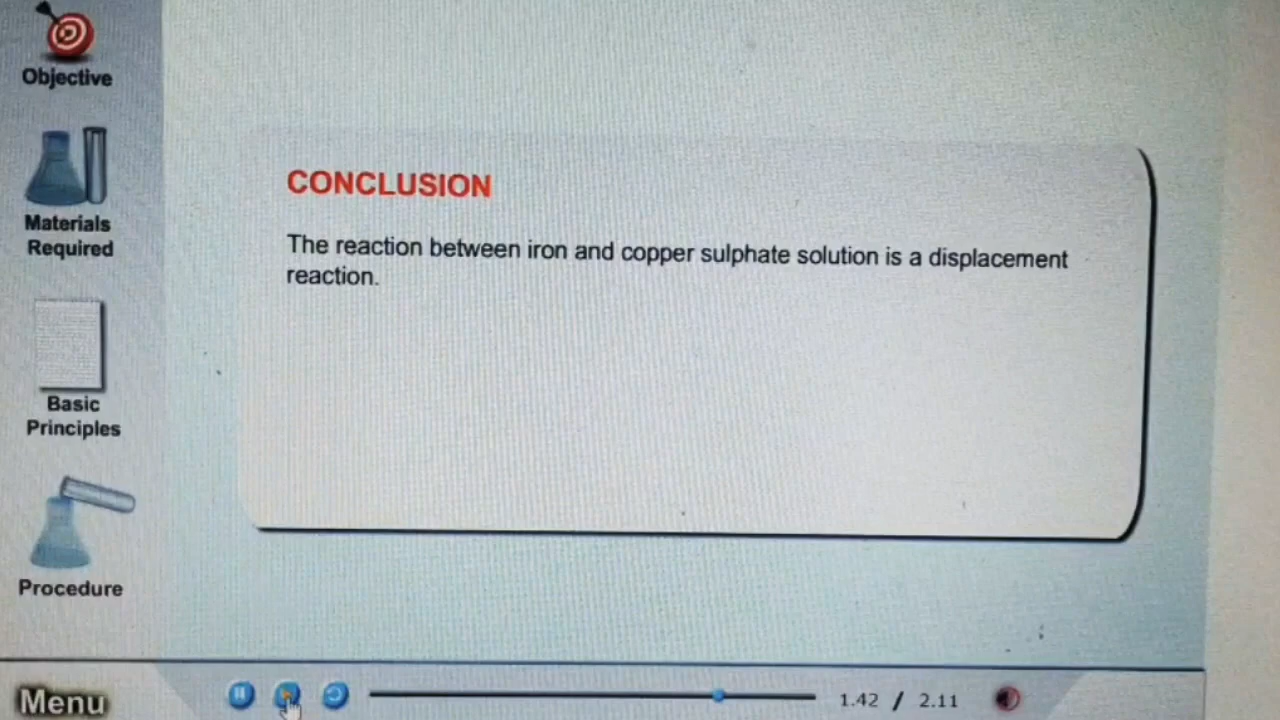 Objective
Materials
Required
Basic
Principles
Procedure
CONCLUSION
The reaction between iron and copper sulphate solution is a displacement
reaction.
Menu
1.42 / 2.11